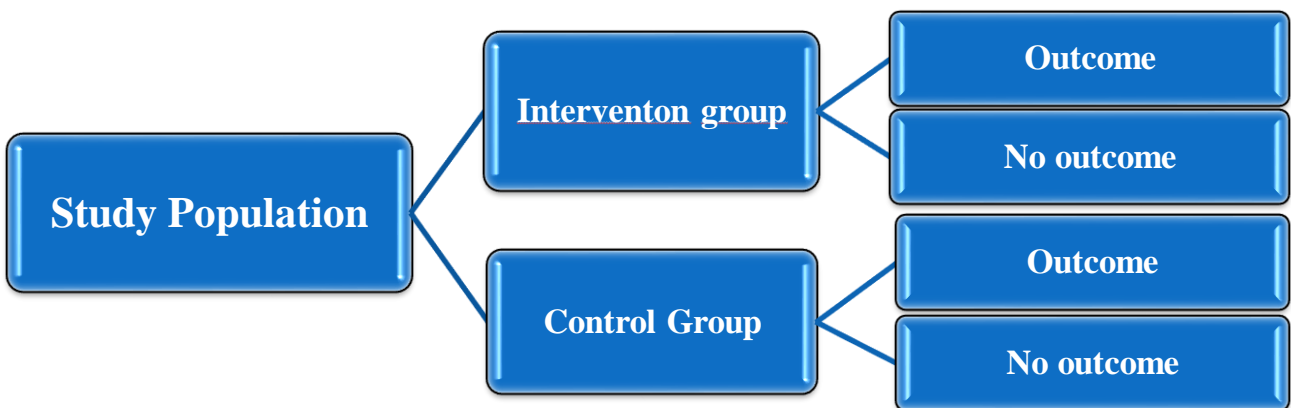 Study Population
Interventon group
Control Group
Outcome
No outcome
Outcome
No outcome